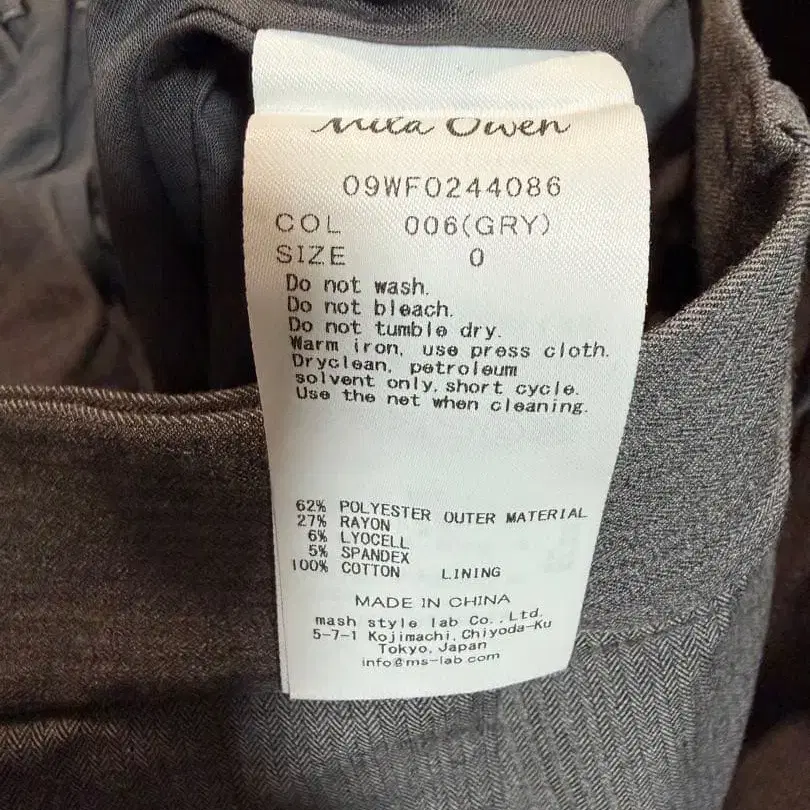 Mila Owen
09WF0244086
COL 006(GRY)
SIZE 0
Do not wash.
Do not bleach.
Do not tumble dry.
Warm iron, use press cloth.
Dryclean, petroleum
solvent only, short cycle.
Use the net when cleaning.
62% POLYESTER OUTER MATERIAL
27% RAYON
6% LYOCELL
5% SPANDEX
100% COTTON LINING
MADE IN CHINA
mash style lab Co., Ltd.
5-7-1 Kojimachi, Chiyoda-Ku
Tokyo, Japan
info@ms-lab.com